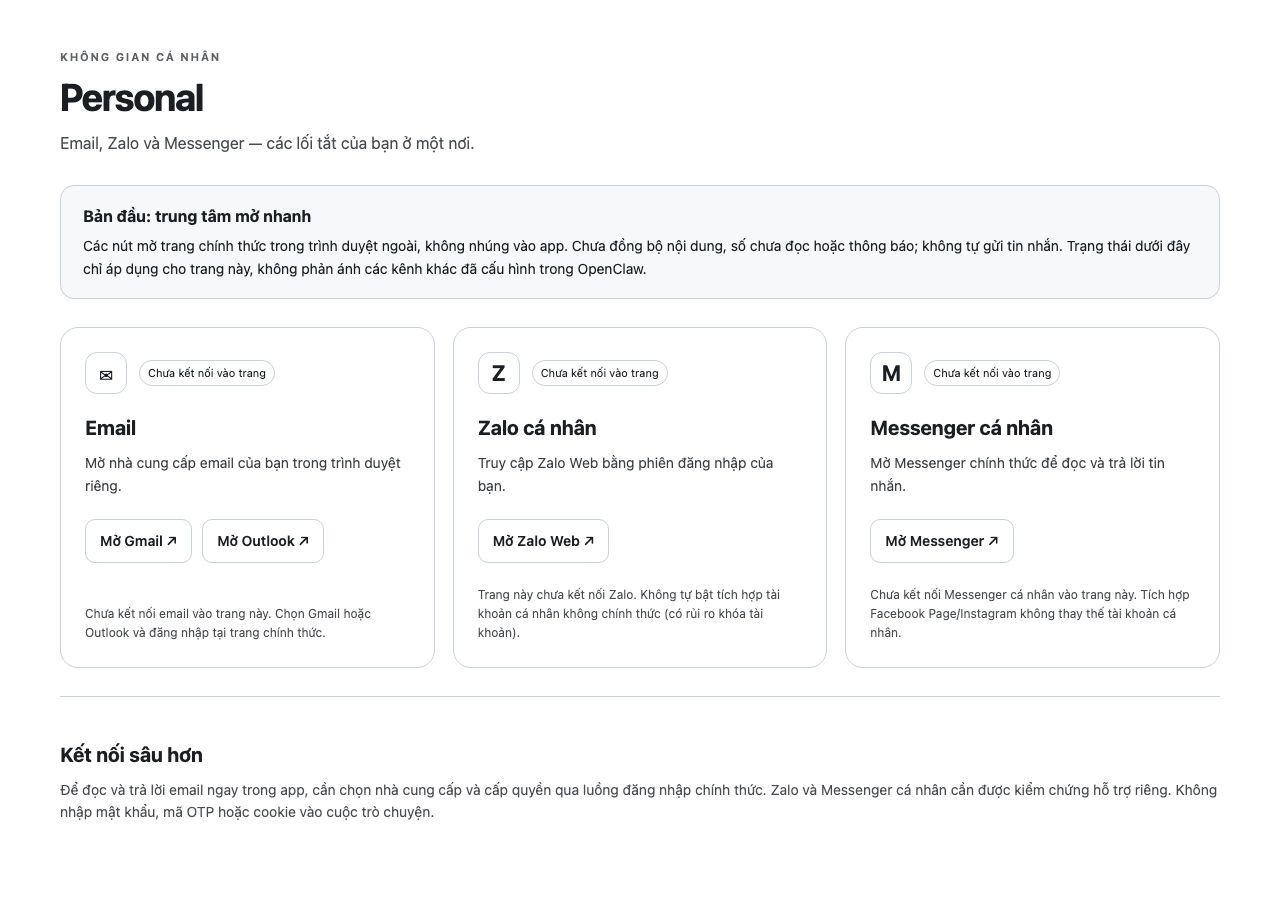 KHÔNG GIAN CÁ NHÂN
Personal
Email, Zalo và Messenger — các lối tắt của bạn ở một nơi.
Bản đầu: trung tâm mở nhanh
Các nút mở trang chính thức trong trình duyệt ngoài, không nhúng vào app. Chưa đồng bộ nội dung, số chưa đọc hoặc thông báo; không tự gửi tin nhắn. Trạng thái dưới đây
chỉ áp dụng cho trang này, không phản ánh các kênh khác đã cấu hình trong OpenClaw.
✉ Chưa kết nối vào trang
Email
Mở nhà cung cấp email của bạn trong trình duyệt
riêng.
Mở Gmail ↗ Mở Outlook ↗
Chưa kết nối email vào trang này. Chọn Gmail hoặc
Outlook và đăng nhập tại trang chính thức.
Z Chưa kết nối vào trang
Zalo cá nhân
Truy cập Zalo Web bằng phiên đăng nhập của
bạn.
Mở Zalo Web ↗
Trang này chưa kết nối Zalo. Không tự bật tích hợp tài
khoản cá nhân không chính thức (có rủi ro khóa tài
khoản).
M Chưa kết nối vào trang
Messenger cá nhân
Mở Messenger chính thức để đọc và trả lời tin
nhắn.
Mở Messenger ↗
Chưa kết nối Messenger cá nhân vào trang này. Tích hợp
Facebook Page/Instagram không thay thế tài khoản cá
nhân.
Kết nối sâu hơn
Để đọc và trả lời email ngay trong app, cần chọn nhà cung cấp và cấp quyền qua luồng đăng nhập chính thức. Zalo và Messenger cá nhân cần được kiểm chứng hỗ trợ riêng. Không
nhập mật khẩu, mã OTP hoặc cookie vào cuộc trò chuyện.